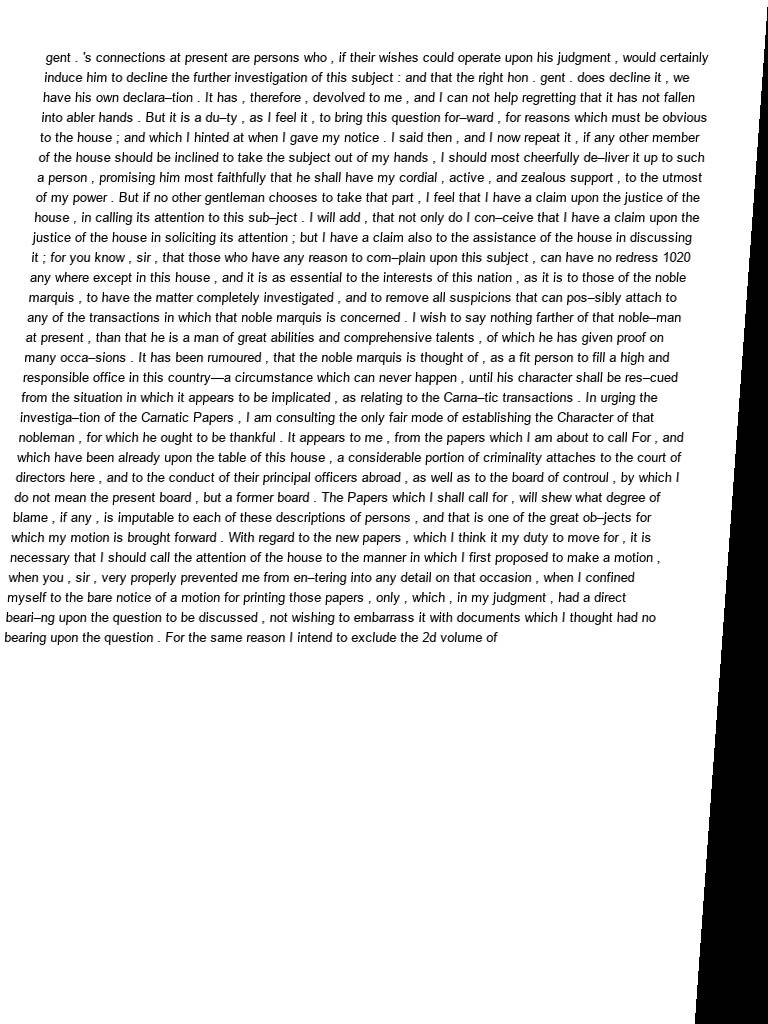 gent . 's connections at present are persons who , if their wishes could operate upon his judgment , would certainly
induce him to decline the further investigation of this subject : and that the right hon . gent . does decline it , we
have his own declara–tion . It has , therefore , devolved to me , and I can not help regretting that it has not fallen
into abler hands . But it is a du–ty , as I feel it , to bring this question for–ward , for reasons which must be obvious
to the house ; and which I hinted at when I gave my notice . I said then , and I now repeat it , if any other member
of the house should be inclined to take the subject out of my hands , I should most cheerfully de–liver it up to such
a person , promising him most faithfully that he shall have my cordial , active , and zealous support , to the utmost
of my power . But if no other gentleman chooses to take that part , I feel that I have a claim upon the justice of the
house , in calling its attention to this sub–ject . I will add , that not only do I con–ceive that I have a claim upon the
justice of the house in soliciting its attention ; but I have a claim also to the assistance of the house in discussing
it ; for you know , sir , that those who have any reason to com–plain upon this subject , can have no redress 1020
any where except in this house , and it is as essential to the interests of this nation , as it is to those of the noble
marquis , to have the matter completely investigated , and to remove all suspicions that can pos–sibly attach to
any of the transactions in which that noble marquis is concerned . I wish to say nothing farther of that noble–man
at present , than that he is a man of great abilities and comprehensive talents , of which he has given proof on
many occa–sions . It has been rumoured , that the noble marquis is thought of , as a fit person to fill a high and
responsible office in this country—a circumstance which can never happen , until his character shall be res–cued
from the situation in which it appears to be implicated , as relating to the Carna–tic transactions . In urging the
investiga–tion of the Carnatic Papers , I am consulting the only fair mode of establishing the Character of that
nobleman , for which he ought to be thankful . It appears to me , from the papers which I am about to call For , and
which have been already upon the table of this house , a considerable portion of criminality attaches to the court of
directors here , and to the conduct of their principal officers abroad , as well as to the board of controul , by which I
do not mean the present board , but a former board . The Papers which I shall call for , will shew what degree of
blame , if any , is imputable to each of these descriptions of persons , and that is one of the great ob–jects for
which my motion is brought forward . With regard to the new papers , which I think it my duty to move for , it is
necessary that I should call the attention of the house to the manner in which I first proposed to make a motion ,
when you , sir , very properly prevented me from en–tering into any detail on that occasion , when I confined
myself to the bare notice of a motion for printing those papers , only , which , in my judgment , had a direct
beari–ng upon the question to be discussed , not wishing to embarrass it with documents which I thought had no
bearing upon the question . For the same reason I intend to exclude the 2d volume of